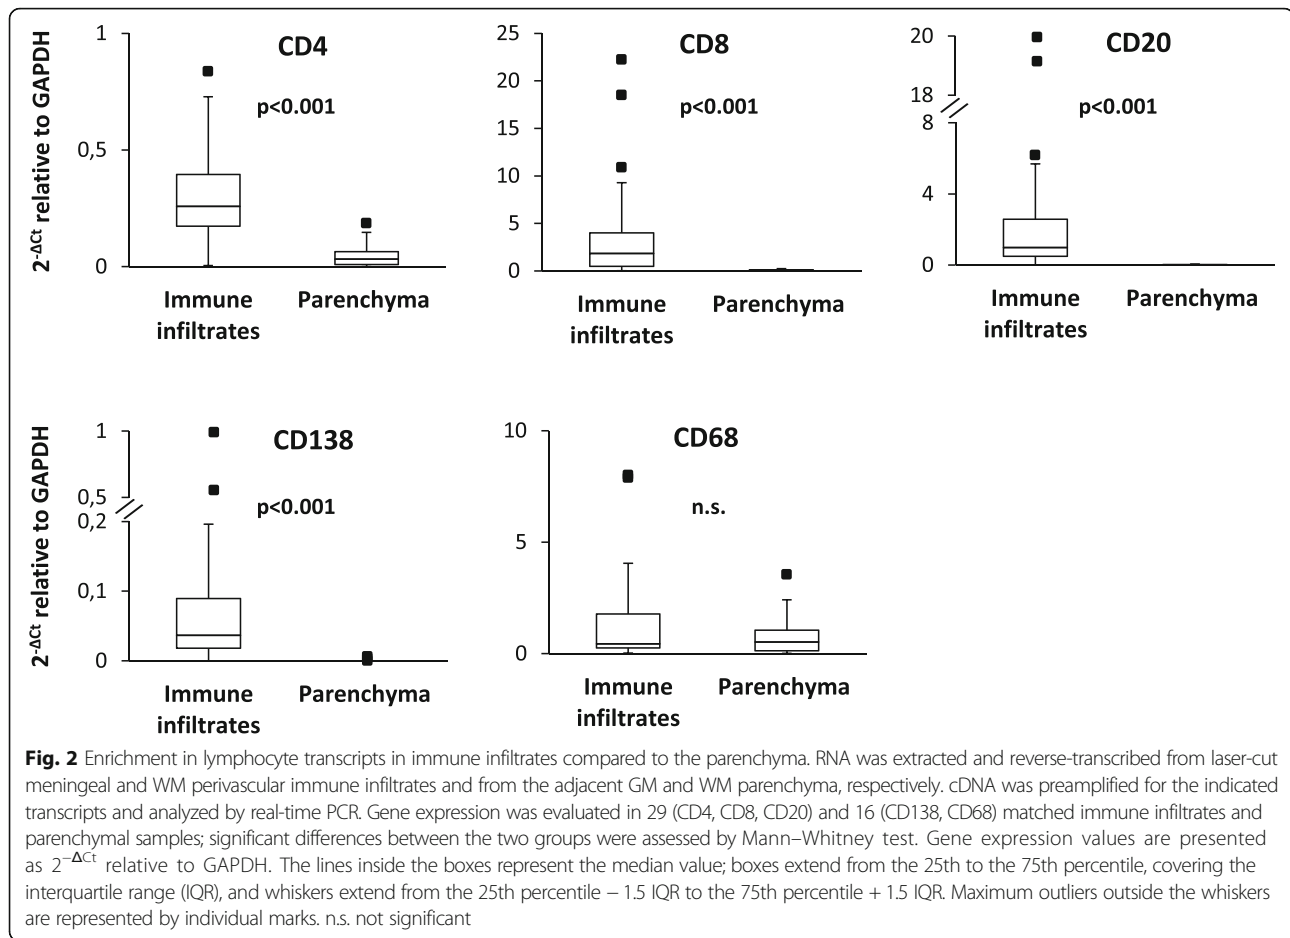 2^-ΔCt relative to GAPDH
1
0,5
0
CD4
p<0.001
Immune
infiltrates
Parenchyma
25
20
15
10
5
0
CD8
p<0.001
Immune
infiltrates
Parenchyma
20
18
8
4
0
CD20
p<0.001
Immune
infiltrates
Parenchyma
2^-ΔCt relative to GAPDH
1
0,5
0,2
0,1
0
CD138
p<0.001
Immune
infiltrates
Parenchyma
10
5
0
CD68
n.s.
Immune
infiltrates
Parenchyma
Fig. 2 Enrichment in lymphocyte transcripts in immune infiltrates compared to the parenchyma. RNA was extracted and reverse-transcribed from laser-cut
meningeal and WM perivascular immune infiltrates and from the adjacent GM and WM parenchyma, respectively. cDNA was preamplified for the indicated
transcripts and analyzed by real-time PCR. Gene expression was evaluated in 29 (CD4, CD8, CD20) and 16 (CD138, CD68) matched immune infiltrates and
parenchymal samples; significant differences between the two groups were assessed by Mann–Whitney test. Gene expression values are presented
as 2^−ΔCt relative to GAPDH. The lines inside the boxes represent the median value; boxes extend from the 25th to the 75th percentile, covering the
interquartile range (IQR), and whiskers extend from the 25th percentile − 1.5 IQR to the 75th percentile + 1.5 IQR. Maximum outliers outside the whiskers
are represented by individual marks. n.s. not significant